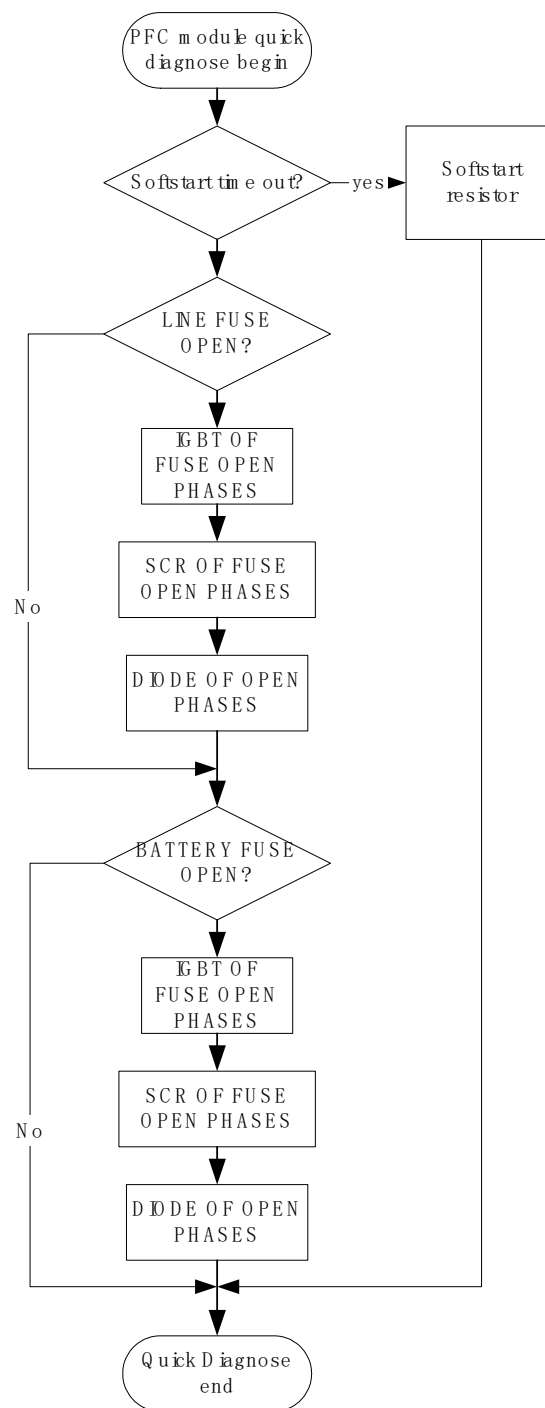 PFC module quick
diagnose begin
Softstart time out?
yes
Softstart
resistor
LINE FUSE
OPEN?
IGBT OF
FUSE OPEN
PHASES
SCR OF FUSE
OPEN PHASES
No
DIODE OF OPEN
PHASES
BATTERY FUSE
OPEN?
IGBT OF
FUSE OPEN
PHASES
SCR OF FUSE
OPEN PHASES
No
DIODE OF OPEN
PHASES
Quick Diagnose
end